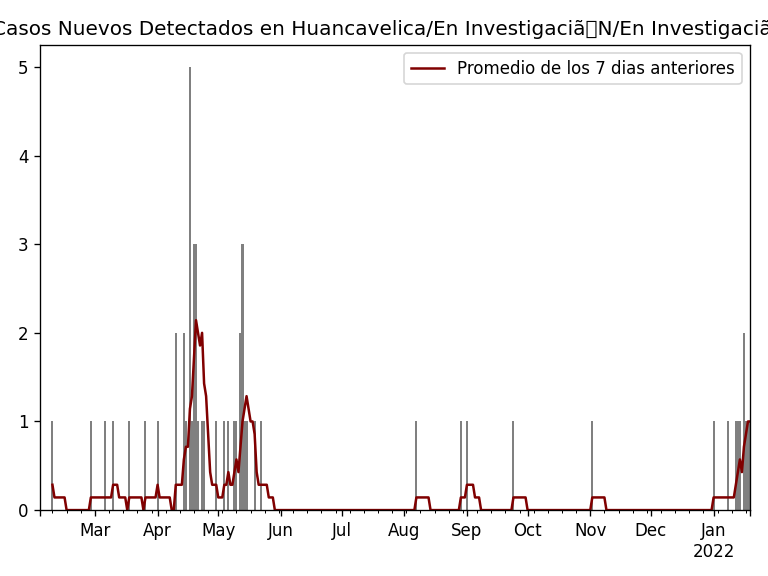 Casos Nuevos Detectados en Huancavelica/En Investigaciã▯N/En Investigaciã
Promedio de los 7 dias anteriores
5
4
3
2
1
0
Mar Apr May Jun Jul Aug Sep Oct Nov Dec Jan
2022